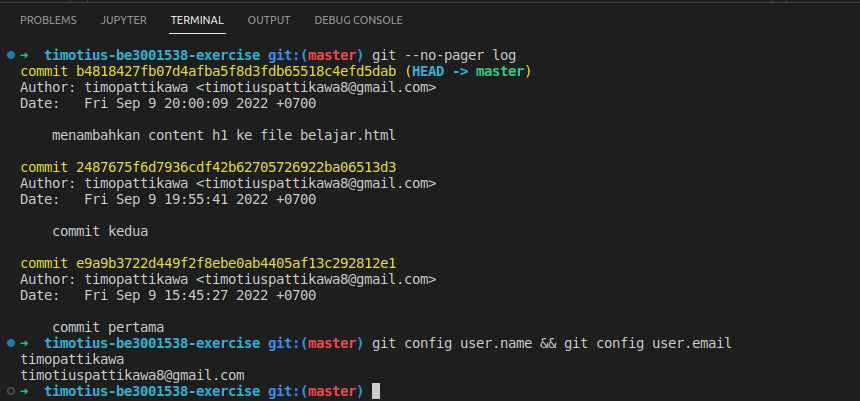 PROBLEMS JUPYTER TERMINAL OUTPUT DEBUG CONSOLE
➜ timotius-be3001538-exercise git:(master) git --no-pager log
commit b4818427fb07d4afba5f8d3fdb65518c4efd5dab (HEAD -> master)
Author: timopattikawa <timotiuspattikawa8@gmail.com>
Date: Fri Sep 9 20:00:09 2022 +0700
menambahkan content h1 ke file belajar.html
commit 2487675f6d7936cdf42b62705726922ba06513d3
Author: timopattikawa <timotiuspattikawa8@gmail.com>
Date: Fri Sep 9 19:55:41 2022 +0700
commit kedua
commit e9a9b3722d449f2f8ebe0ab4405af13c292812e1
Author: timopattikawa <timotiuspattikawa8@gmail.com>
Date: Fri Sep 9 15:45:27 2022 +0700
commit pertama
➜ timotius-be3001538-exercise git:(master) git config user.name && git config user.email
timopattikawa
timotiuspattikawa8@gmail.com
➜ timotius-be3001538-exercise git:(master)